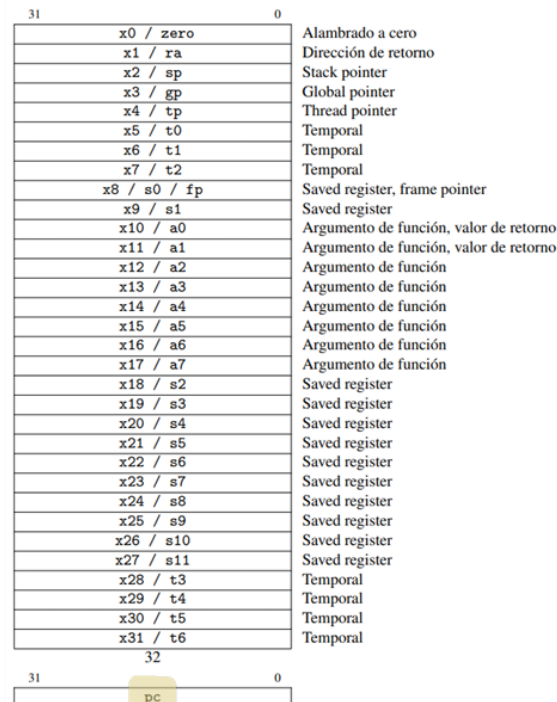 31 0
x0 / zero Alambrado a cero
x1 / ra Dirección de retorno
x2 / sp Stack pointer
x3 / gp Global pointer
x4 / tp Thread pointer
x5 / t0 Temporal
x6 / t1 Temporal
x7 / t2 Temporal
x8 / s0 / fp Saved register, frame pointer
x9 / s1 Saved register
x10 / a0 Argumento de función, valor de retorno
x11 / a1 Argumento de función, valor de retorno
x12 / a2 Argumento de función
x13 / a3 Argumento de función
x14 / a4 Argumento de función
x15 / a5 Argumento de función
x16 / a6 Argumento de función
x17 / a7 Argumento de función
x18 / s2 Saved register
x19 / s3 Saved register
x20 / s4 Saved register
x21 / s5 Saved register
x22 / s6 Saved register
x23 / s7 Saved register
x24 / s8 Saved register
x25 / s9 Saved register
x26 / s10 Saved register
x27 / s11 Saved register
x28 / t3 Temporal
x29 / t4 Temporal
x30 / t5 Temporal
x31 / t6 Temporal
32
31 0
pc